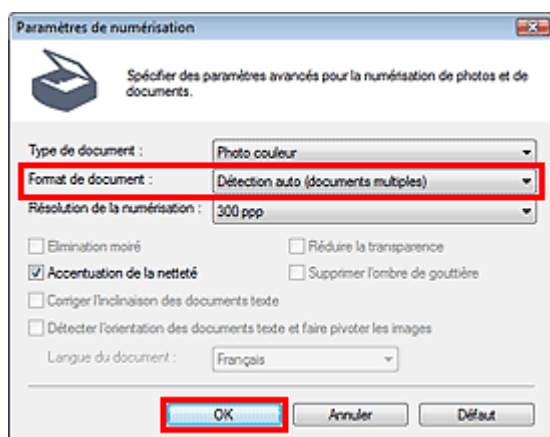 Paramètres de numérisation
Spécifier des paramètres avancés pour la numérisation de photos et de
documents.
Type de document : Photo couleur
Format de document : Détection auto (documents multiples)
Résolution de la numérisation : 300 ppp
Elimination moiré Réduire la transparence
Accentuation de la netteté Supprimer l'ombre de gouttière
Corriger l'inclinaison des documents texte
Détecter l'orientation des documents texte et faire pivoter les images
Langue du document : Français
OK Annuler Défaut